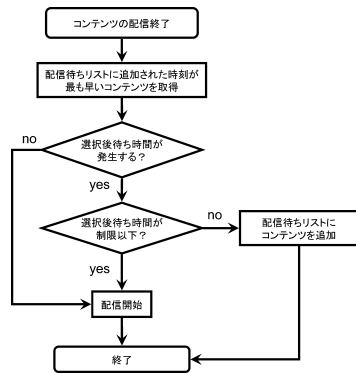 コンテンツの配信終了
配信待ちリストに追加された時刻が
最も早いコンテンツを取得
no
選択後待ち時間が
発生する？
yes
選択後待ち時間が
制限以下？
no
配信待ちリストに
コンテンツを追加
yes
配信開始
終了